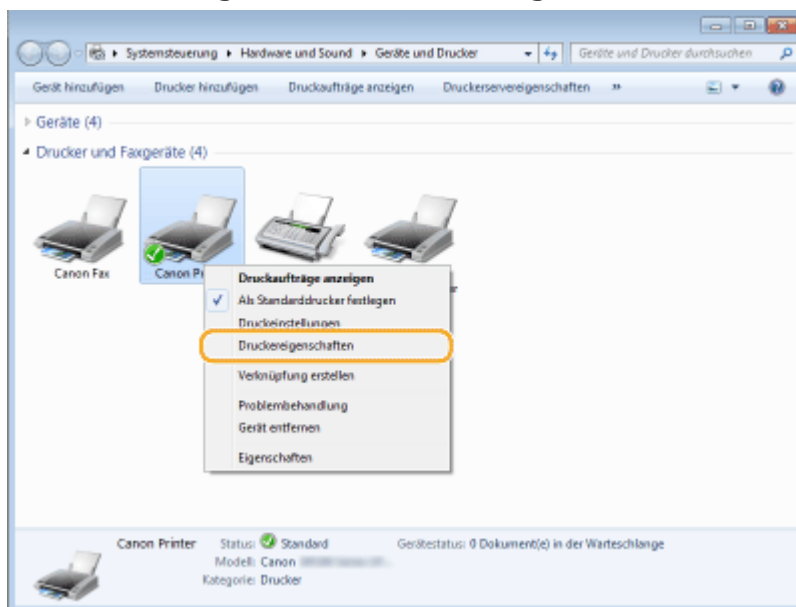 Systemsteuerung ▸ Hardware und Sound ▸ Geräte und Drucker
Geräte und Drucker durchsuchen
Gerät hinzufügen Drucker hinzufügen Druckaufträge anzeigen Druckerservereigenschaften »
Geräte (4)
Drucker und Faxgeräte (4)
Canon Fax
Canon Pr
Druckaufträge anzeigen
Als Standarddrucker festlegen
Druckeinstellungen
Druckereigenschaften
Verknüpfung erstellen
Problembehandlung
Gerät entfernen
Eigenschaften
Canon Printer Status: Standard Gerätestatus: 0 Dokument(e) in der Warteschlange
Modell: Canon
Kategorie: Drucker